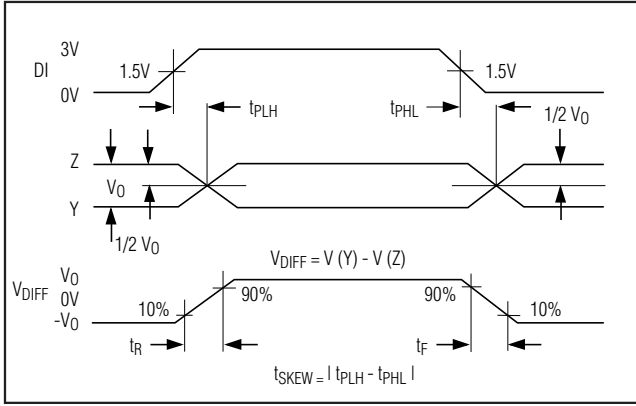 3V
DI
1.5V
1.5V
0V
tPLH
tPHL
1/2 VO
Z
VO
Y
1/2 VO
VDIFF = V (Y) - V (Z)
VO
VDIFF
0V
-VO
10%
90%
90%
10%
tR
tF
tSKEW = | tPLH - tPHL |